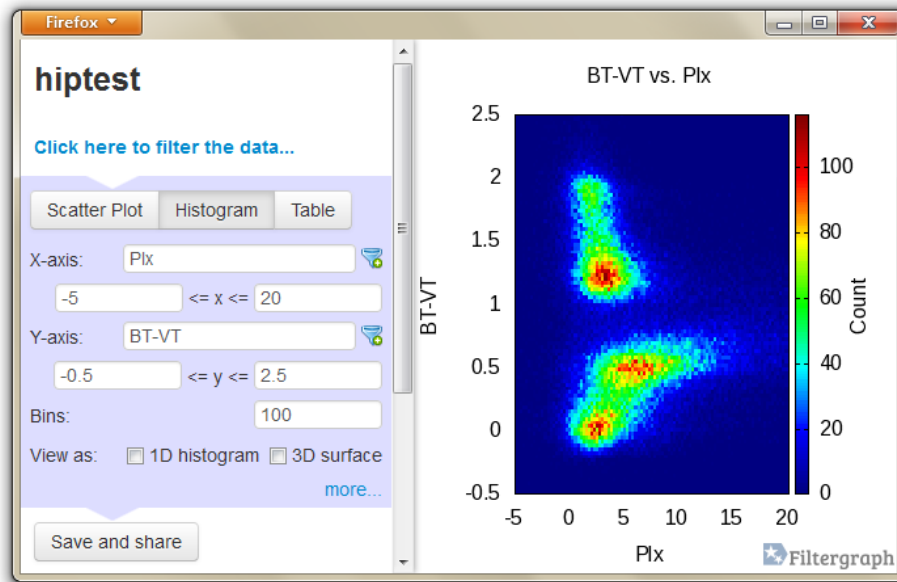 Firefox
hiptest
Click here to filter the data...
Scatter Plot Histogram Table
X-axis: Plx
-5 <= x <= 20
Y-axis: BT-VT
-0.5 <= y <= 2.5
Bins: 100
View as: 1D histogram 3D surface
more...
Save and share
BT-VT vs. Plx
2.5
2
1.5
1
0.5
0
-0.5
BT-VT
-5 0 5 10 15 20
Plx
100
80
60
40
20
0
Count
Filtergraph